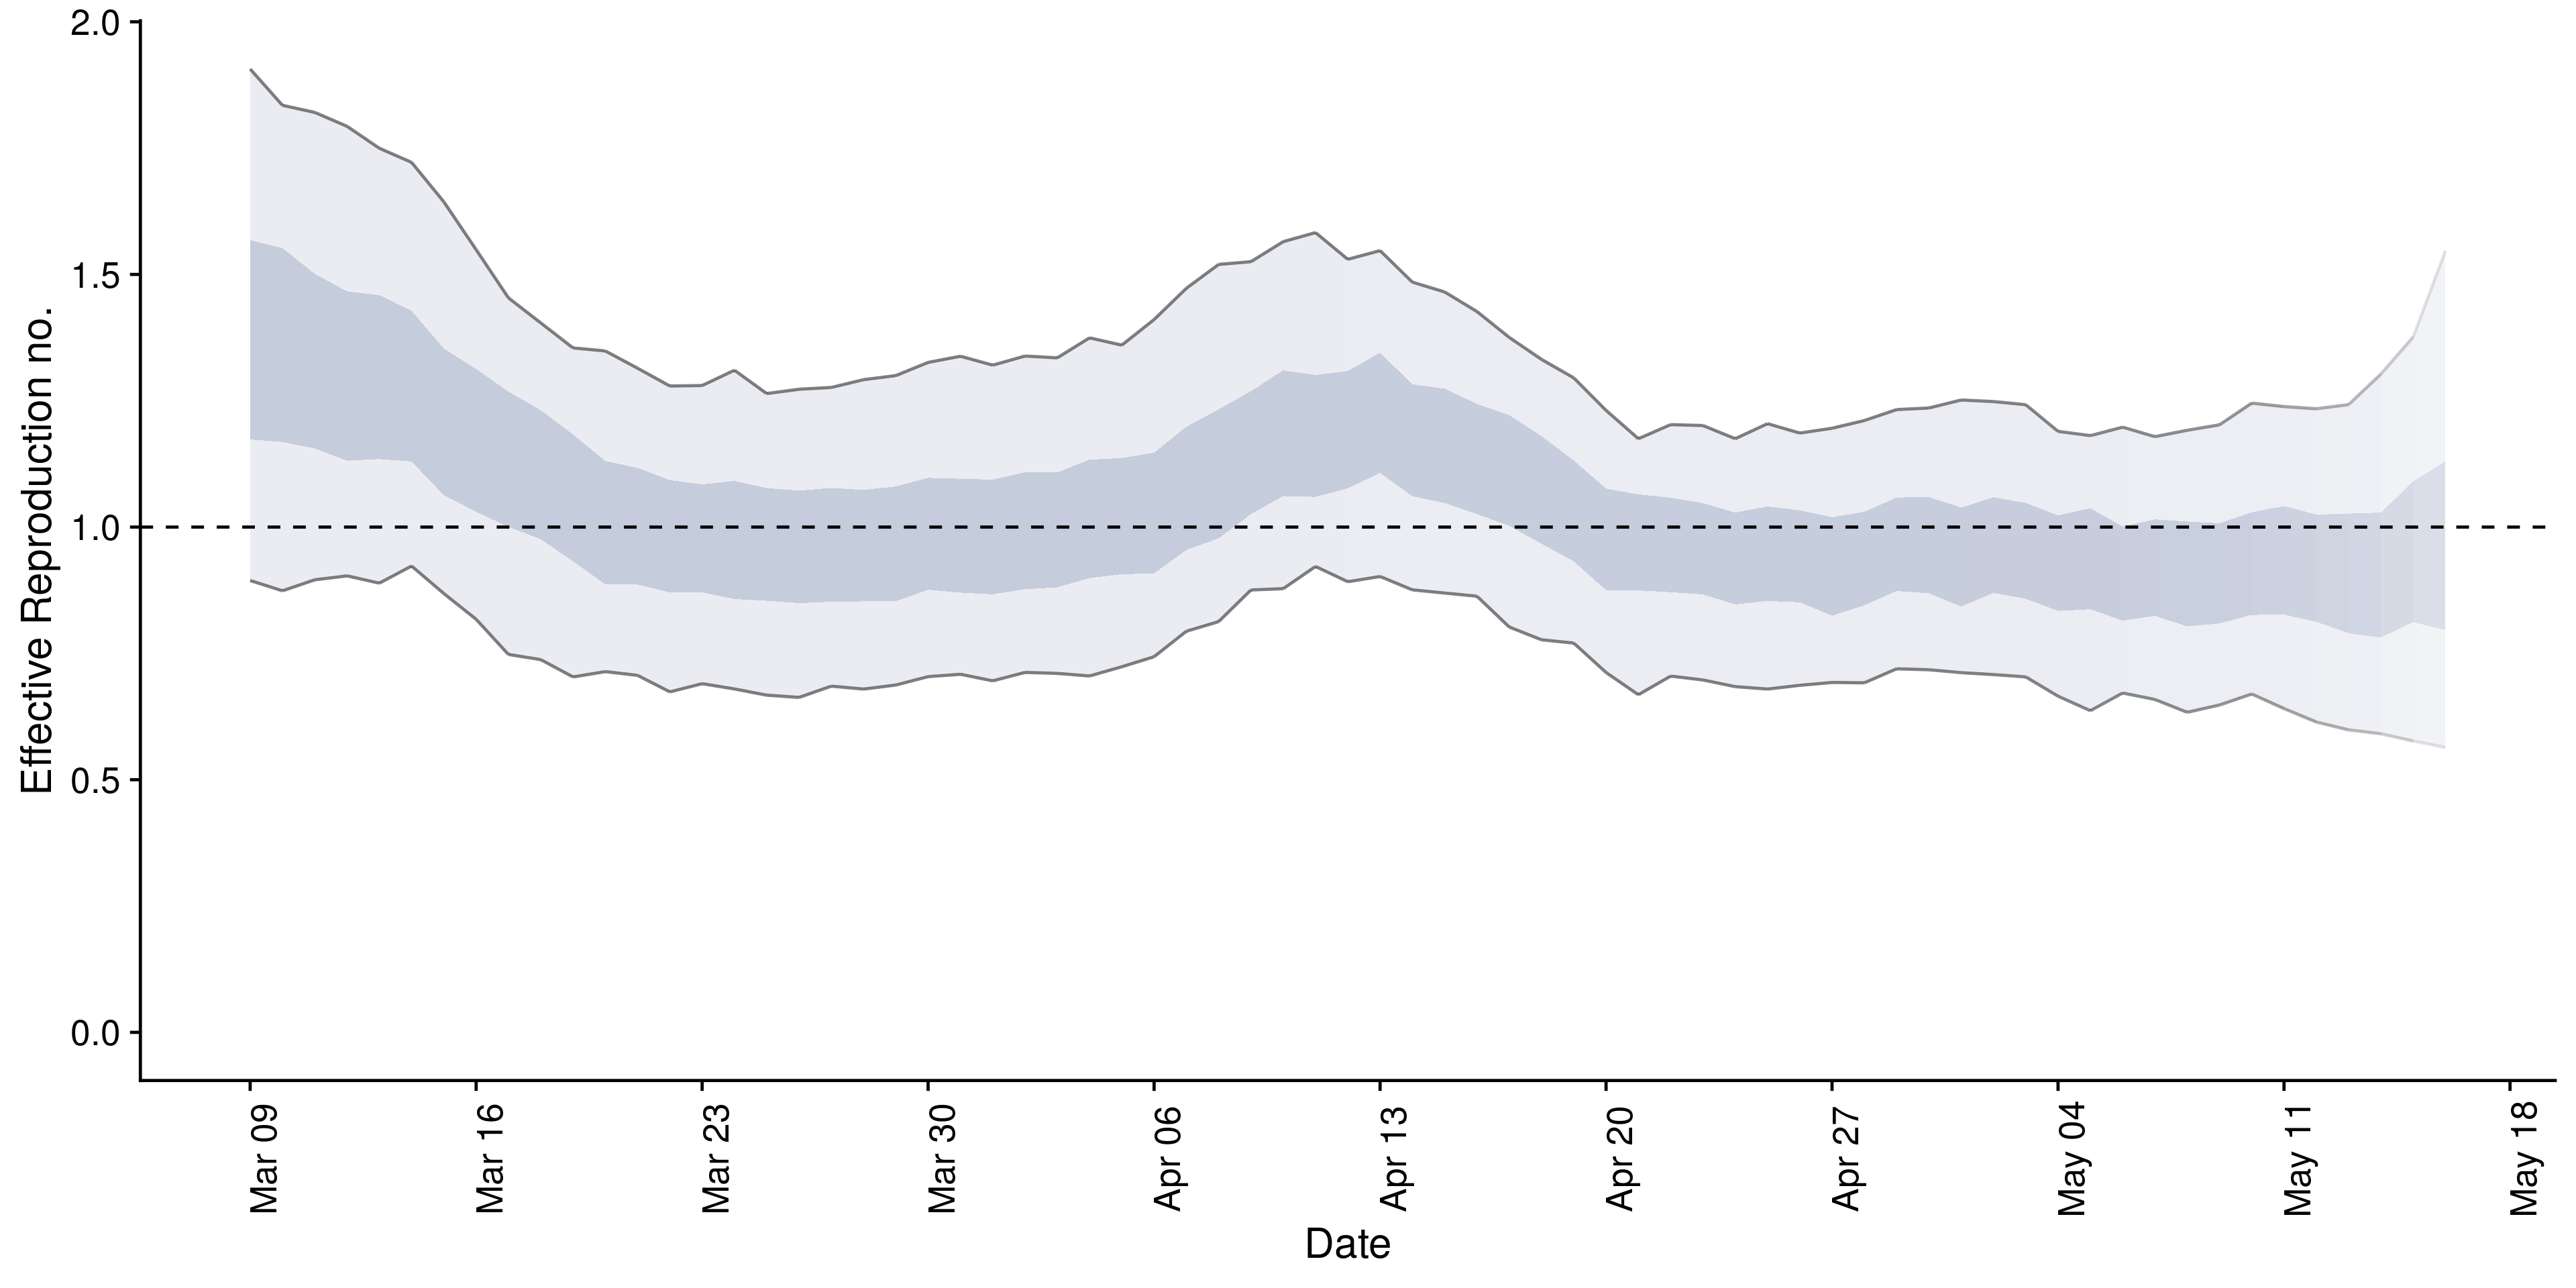 2.0
1.5
1.0
0.5
0.0
Effective Reproduction no.
Mar 09
Mar 16
Mar 23
Mar 30
Apr 06
Apr 13
Apr 20
Apr 27
May 04
May 11
May 18
Date